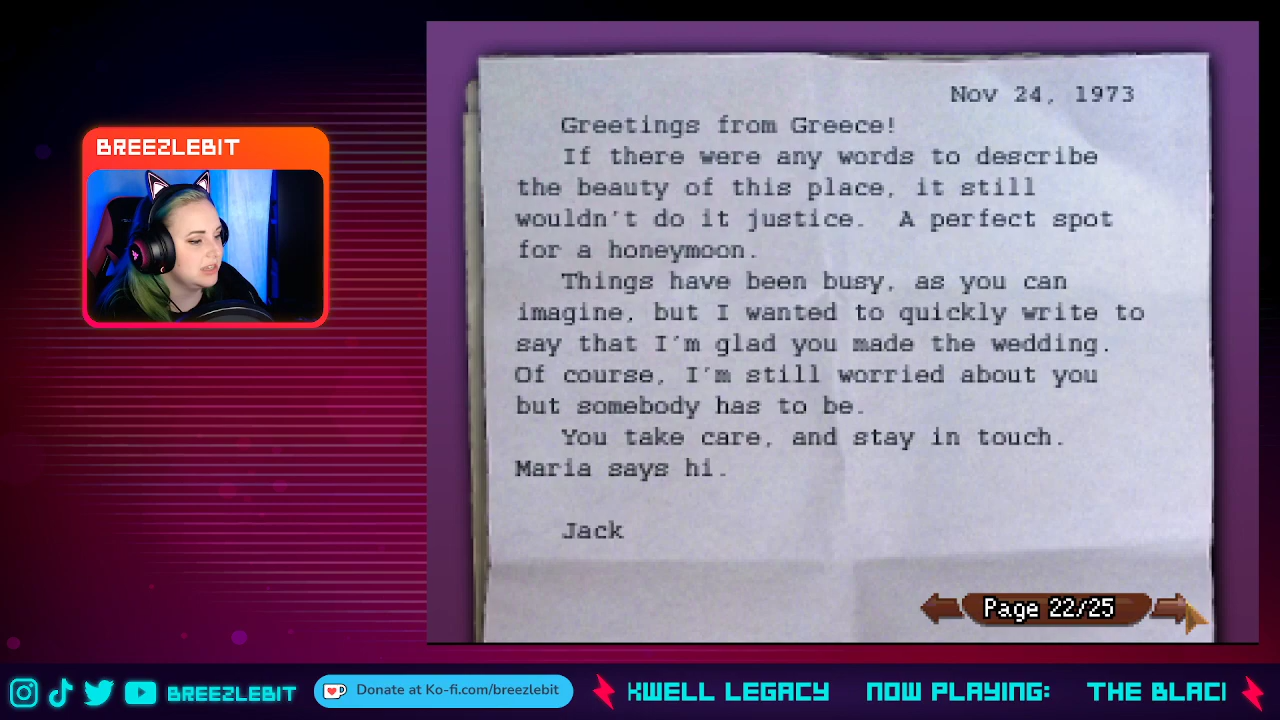 BREEZLEBIT
Nov 24, 1973
Greetings from Greece!
If there were any words to describe
the beauty of this place, it still
wouldn't do it justice. A perfect spot
for a honeymoon.
Things have been busy, as you can
imagine, but I wanted to quickly write to
say that I'm glad you made the wedding.
Of course, I'm still worried about you
but somebody has to be.
You take care, and stay in touch.
Maria says hi.
Jack
Page 22/25
BREEZLEBIT
Donate at Ko-fi.com/breezlebit
KWELL LEGACY NOW PLAYING: THE BLAC